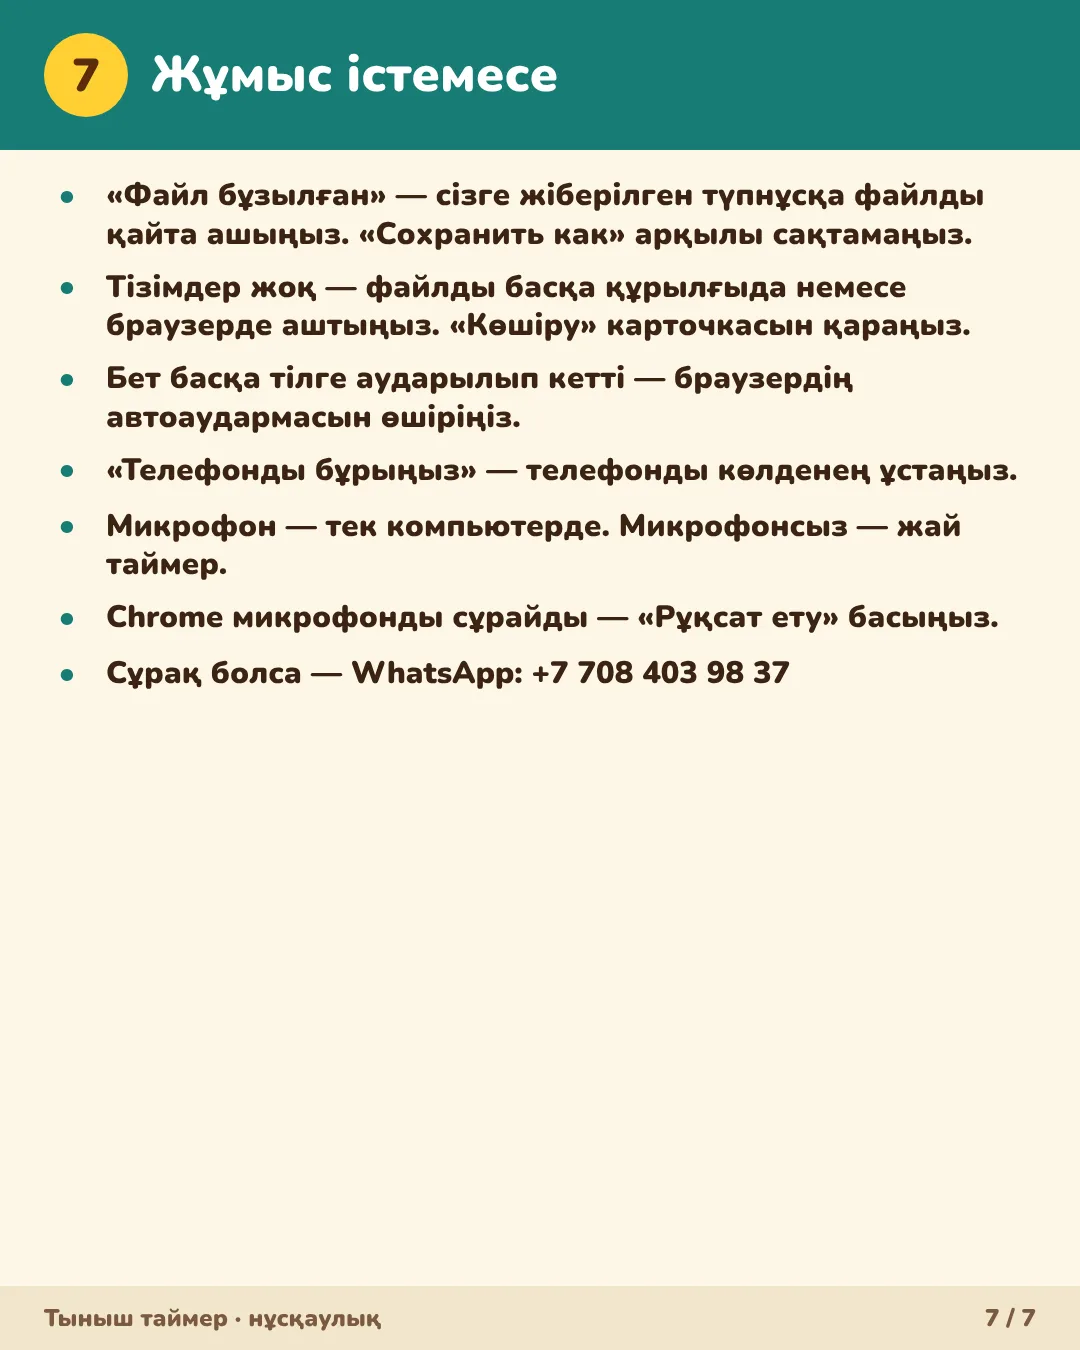 7
Жұмыс істемесе
• «Файл бұзылған» — сізге жіберілген түпнұсқа файлды
қайта ашыңыз. «Сохранить как» арқылы сақтамаңыз.
• Тізімдер жоқ — файлды басқа құрылғыда немесе
браузерде аштыңыз. «Көшіру» карточкасын қараңыз.
• Бет басқа тілге аударылып кетті — браузердің
автоаудармасын өшіріңіз.
• «Телефонды бұрыңыз» — телефонды көлденең ұстаңыз.
• Микрофон — тек компьютерде. Микрофонсыз — жай
таймер.
• Chrome микрофонды сұрайды — «Рұқсат ету» басыңыз.
• Сұрақ болса — WhatsApp: +7 708 403 98 37
Тыныш таймер · нұсқаулық
7 / 7